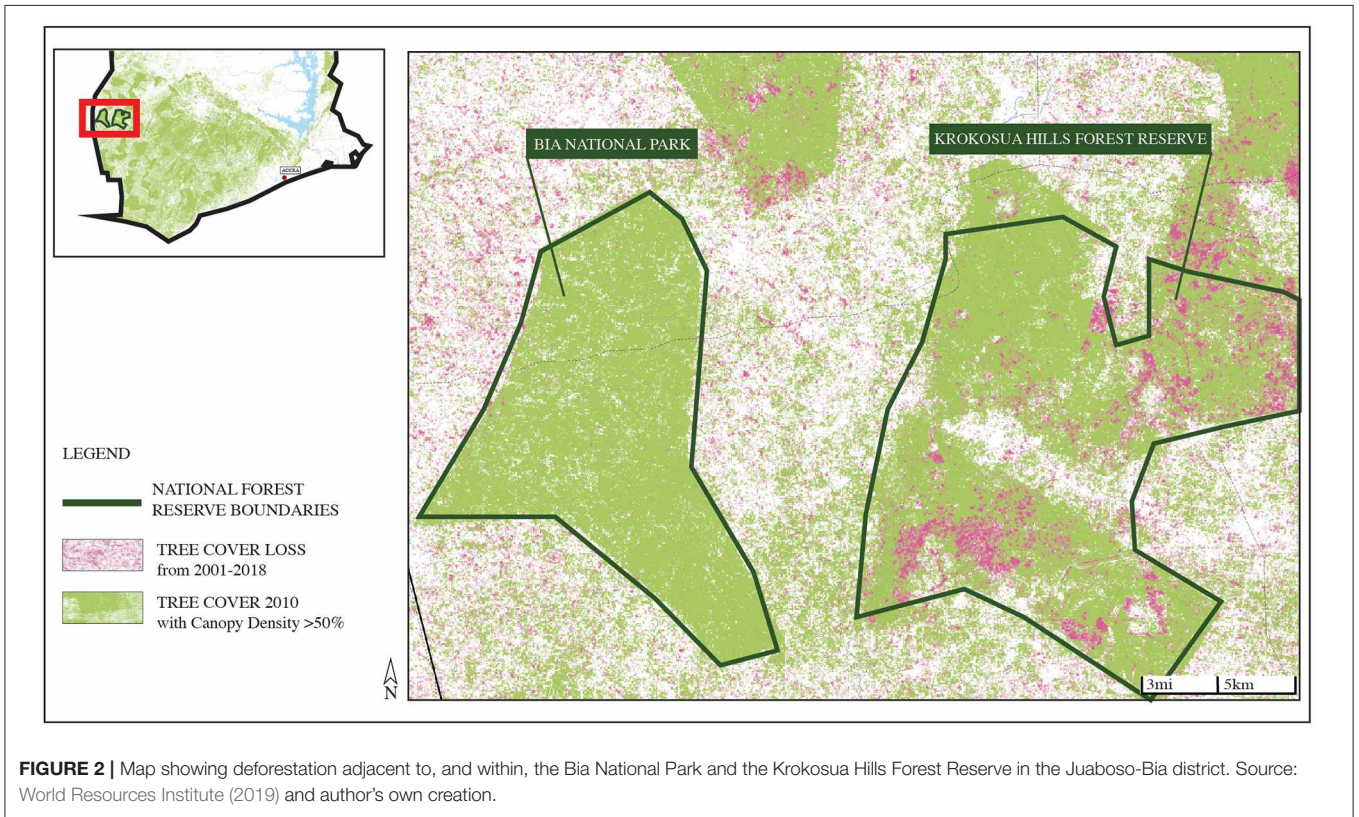 ACCRA
BIA NATIONAL PARK
KROKOSUA HILLS FOREST RESERVE
LEGEND
NATIONAL FOREST
RESERVE BOUNDARIES
TREE COVER LOSS
from 2001-2018
TREE COVER 2010
with Canopy Density >50%
N
3mi
5km
FIGURE 2 | Map showing deforestation adjacent to, and within, the Bia National Park and the Krokosua Hills Forest Reserve in the Juaboso-Bia district. Source:
World Resources Institute (2019) and author's own creation.